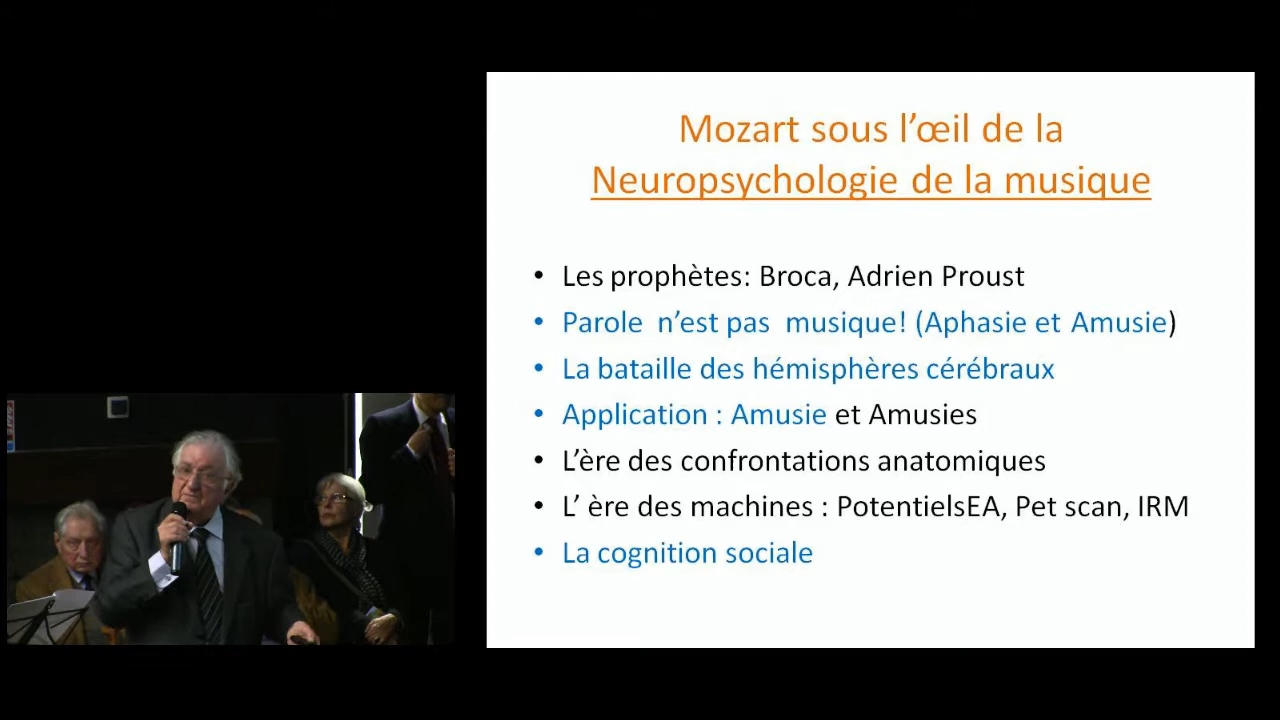 Mozart sous l’œil de la
Neuropsychologie de la musique
• Les prophètes: Broca, Adrien Proust
• Parole n’est pas musique! (Aphasie et Amusie)
• La bataille des hémisphères cérébraux
• Application : Amusie et Amusies
• L’ère des confrontations anatomiques
• L’ ère des machines : PotentielsEA, Pet scan, IRM
• La cognition sociale